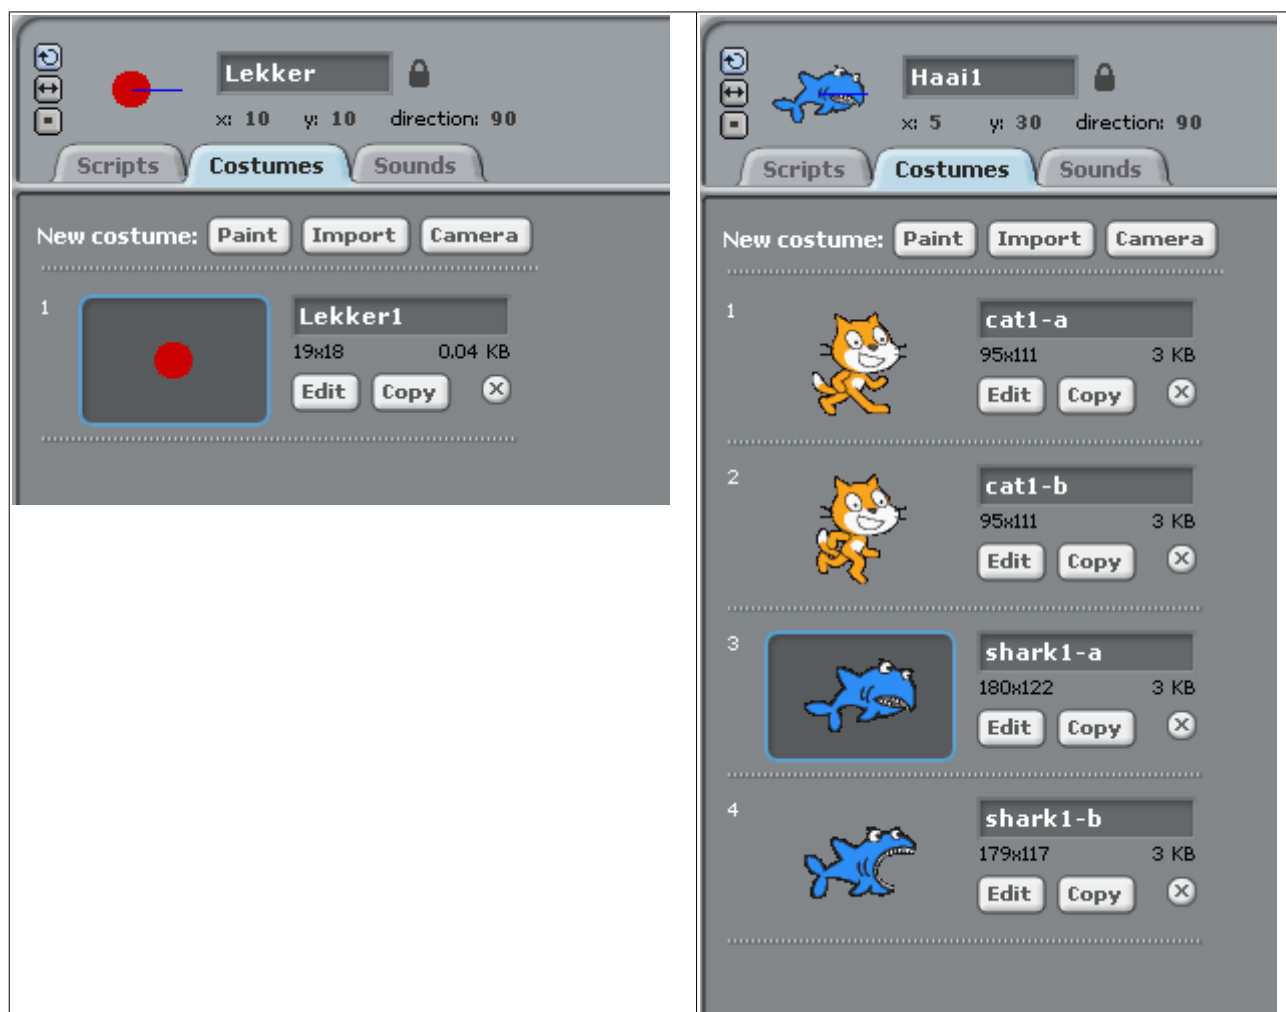 Lekker
x: 10 y: 10 direction: 90
Scripts Costumes Sounds
New costume: Paint Import Camera
1
Lekker1
19x18 0.04 KB
Edit Copy
Haai1
x: 5 y: 30 direction: 90
Scripts Costumes Sounds
New costume: Paint Import Camera
1
cat1-a
95x111 3 KB
Edit Copy
2
cat1-b
95x111 3 KB
Edit Copy
3
shark1-a
180x122 3 KB
Edit Copy
4
shark1-b
179x117 3 KB
Edit Copy